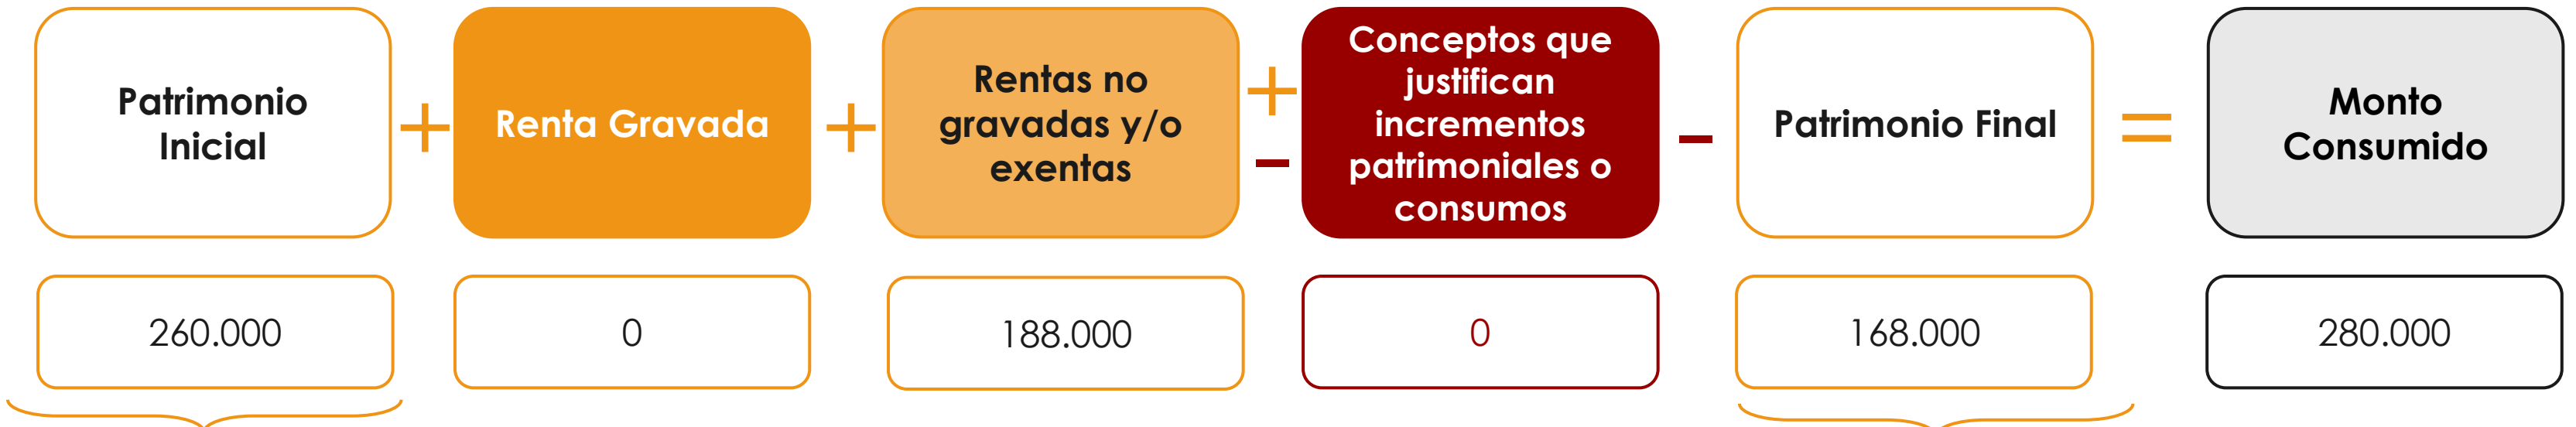 Patrimonio
Inicial
+
Renta Gravada
+
Rentas no
gravadas y/o
exentas
+
-
Conceptos que
justifican
incrementos
patrimoniales o
consumos
-
Patrimonio Final
=
Monto
Consumido
260.000
0
188.000
0
168.000
280.000